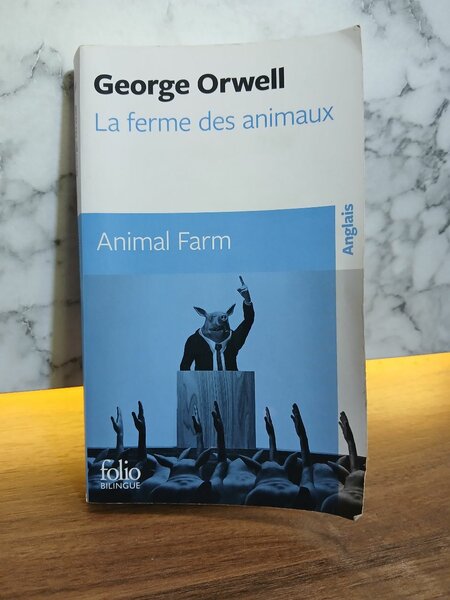 George Orwell
La ferme des animaux
Anglais
Animal Farm
folio
BILINGUE